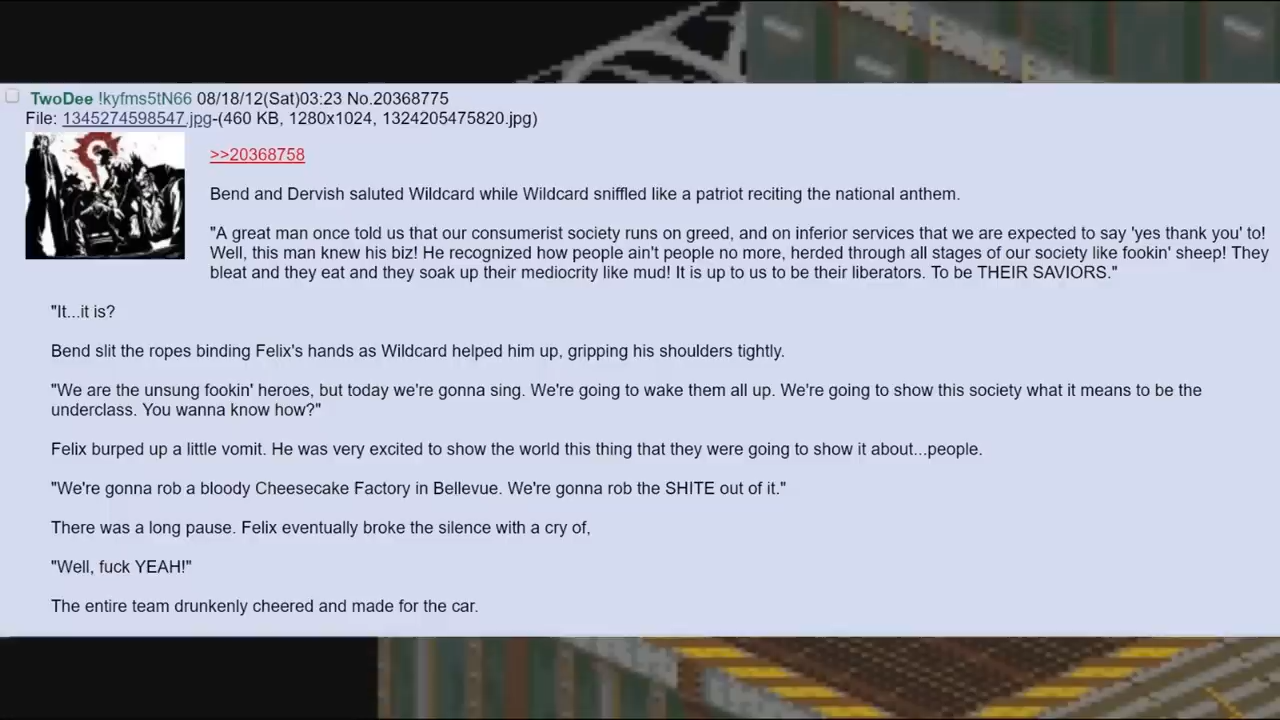 TwoDee !kyfms5tN66 08/18/12(Sat)03:23 No.20368775
File: 1345274598547.jpg-(460 KB, 1280x1024, 1324205475820.jpg)
>>20368758
Bend and Dervish saluted Wildcard while Wildcard sniffled like a patriot reciting the national anthem.
"A great man once told us that our consumerist society runs on greed, and on inferior services that we are expected to say 'yes thank you' to!
Well, this man knew his biz! He recognized how people ain't people no more, herded through all stages of our society like fookin' sheep! They
bleat and they eat and they soak up their mediocrity like mud! It is up to us to be their liberators. To be THEIR SAVIORS."
"It...it is?
Bend slit the ropes binding Felix's hands as Wildcard helped him up, gripping his shoulders tightly.
"We are the unsung fookin' heroes, but today we're gonna sing. We're going to wake them all up. We're going to show this society what it means to be the
underclass. You wanna know how?"
Felix burped up a little vomit. He was very excited to show the world this thing that they were going to show it about...people.
"We're gonna rob a bloody Cheesecake Factory in Bellevue. We're gonna rob the SHITE out of it."
There was a long pause. Felix eventually broke the silence with a cry of,
"Well, fuck YEAH!"
The entire team drunkenly cheered and made for the car.